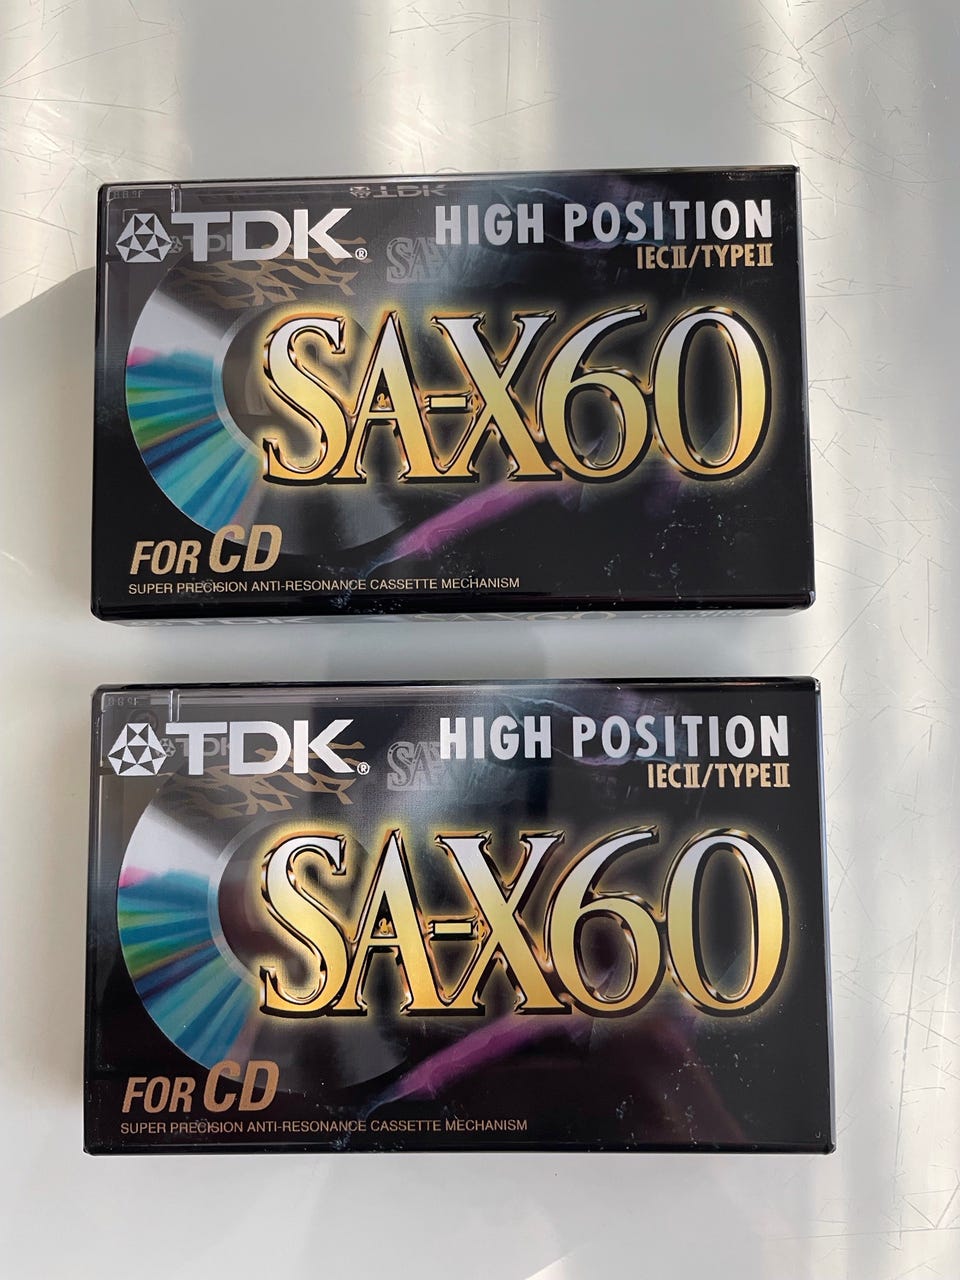 TDK®
HIGH POSITION
IECII/TYPEII
SA-X60
FOR CD
SUPER PRECISION ANTI-RESONANCE CASSETTE MECHANISM
TDK®
HIGH POSITION
IECII/TYPEII
SA-X60
FOR CD
SUPER PRECISION ANTI-RESONANCE CASSETTE MECHANISM